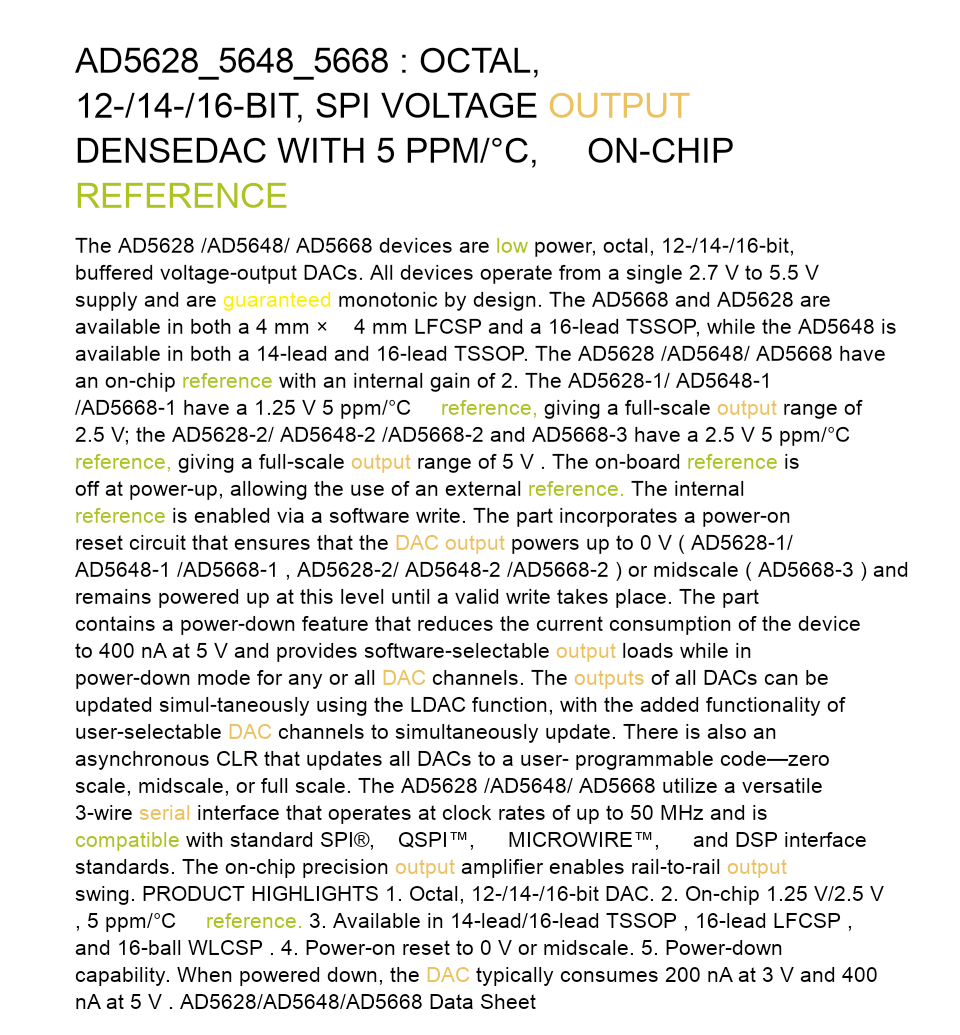 AD5628_5648_5668 : OCTAL,
12-/14-/16-BIT, SPI VOLTAGE OUTPUT
DENSEDAC WITH 5 PPM/°C, ON-CHIP
REFERENCE
The AD5628 /AD5648/ AD5668 devices are low power, octal, 12-/14-/16-bit,
buffered voltage-output DACs. All devices operate from a single 2.7 V to 5.5 V
supply and are guaranteed monotonic by design. The AD5668 and AD5628 are
available in both a 4 mm × 4 mm LFCSP and a 16-lead TSSOP, while the AD5648 is
available in both a 14-lead and 16-lead TSSOP. The AD5628 /AD5648/ AD5668 have
an on-chip reference with an internal gain of 2. The AD5628-1/ AD5648-1
/AD5668-1 have a 1.25 V 5 ppm/°C reference, giving a full-scale output range of
2.5 V; the AD5628-2/ AD5648-2 /AD5668-2 and AD5668-3 have a 2.5 V 5 ppm/°C
reference, giving a full-scale output range of 5 V . The on-board reference is
off at power-up, allowing the use of an external reference. The internal
reference is enabled via a software write. The part incorporates a power-on
reset circuit that ensures that the DAC output powers up to 0 V ( AD5628-1/
AD5648-1 /AD5668-1 , AD5628-2/ AD5648-2 /AD5668-2 ) or midscale ( AD5668-3 ) and
remains powered up at this level until a valid write takes place. The part
contains a power-down feature that reduces the current consumption of the device
to 400 nA at 5 V and provides software-selectable output loads while in
power-down mode for any or all DAC channels. The outputs of all DACs can be
updated simul-taneously using the LDAC function, with the added functionality of
user-selectable DAC channels to simultaneously update. There is also an
asynchronous CLR that updates all DACs to a user- programmable code—zero
scale, midscale, or full scale. The AD5628 /AD5648/ AD5668 utilize a versatile
3-wire serial interface that operates at clock rates of up to 50 MHz and is
compatible with standard SPI®, QSPI™, MICROWIRE™, and DSP interface
standards. The on-chip precision output amplifier enables rail-to-rail output
swing. PRODUCT HIGHLIGHTS 1. Octal, 12-/14-/16-bit DAC. 2. On-chip 1.25 V/2.5 V
, 5 ppm/°C reference. 3. Available in 14-lead/16-lead TSSOP , 16-lead LFCSP ,
and 16-ball WLCSP . 4. Power-on reset to 0 V or midscale. 5. Power-down
capability. When powered down, the DAC typically consumes 200 nA at 3 V and 400
nA at 5 V . AD5628/AD5648/AD5668 Data Sheet